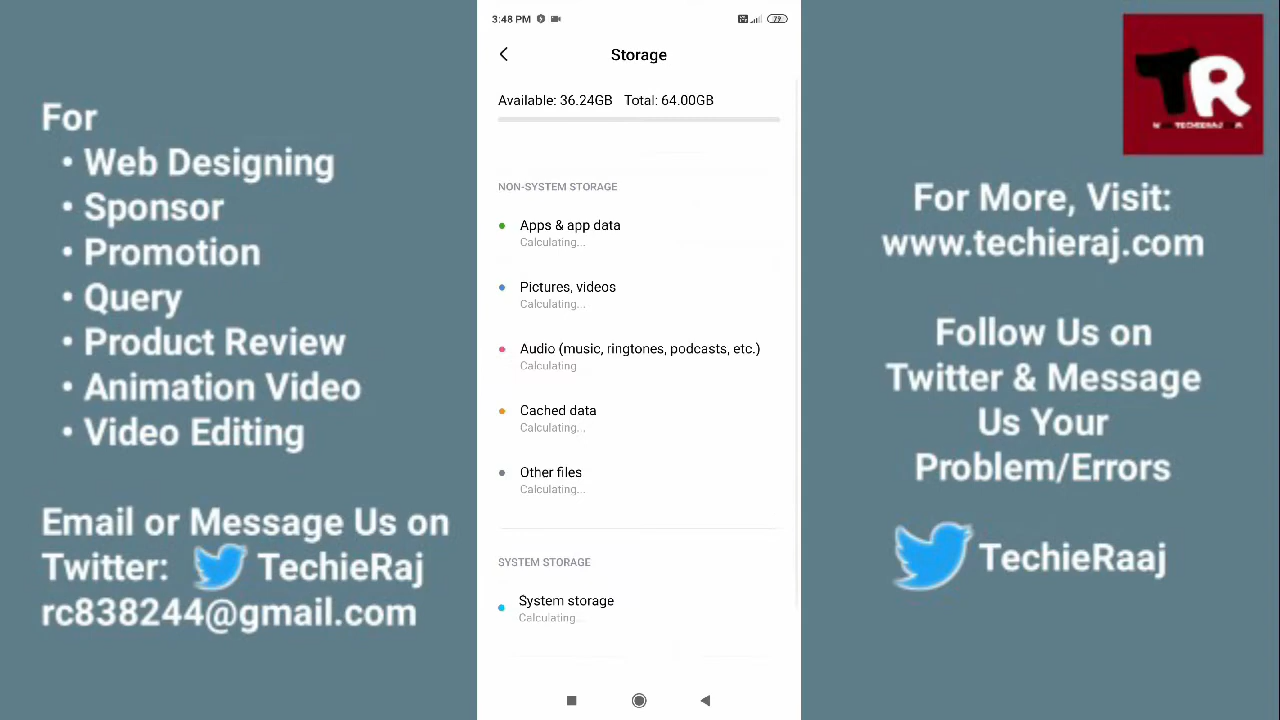 For
• Web Designing
• Sponsor
• Promotion
• Query
• Product Review
• Animation Video
• Video Editing
Email or Message Us on
Twitter: TechieRaj
rc838244@gmail.com
3:48 PM
79
Storage
Available: 36.24GB Total: 64.00GB
NON-SYSTEM STORAGE
Apps & app data
Calculating...
Pictures, videos
Calculating...
Audio (music, ringtones, podcasts, etc.)
Calculating
Cached data
Calculating...
Other files
Calculating...
SYSTEM STORAGE
System storage
Calculating...
TR
For More, Visit:
www.techieraj.com
Follow Us on
Twitter & Message
Us Your
Problem/Errors
TechieRaaj